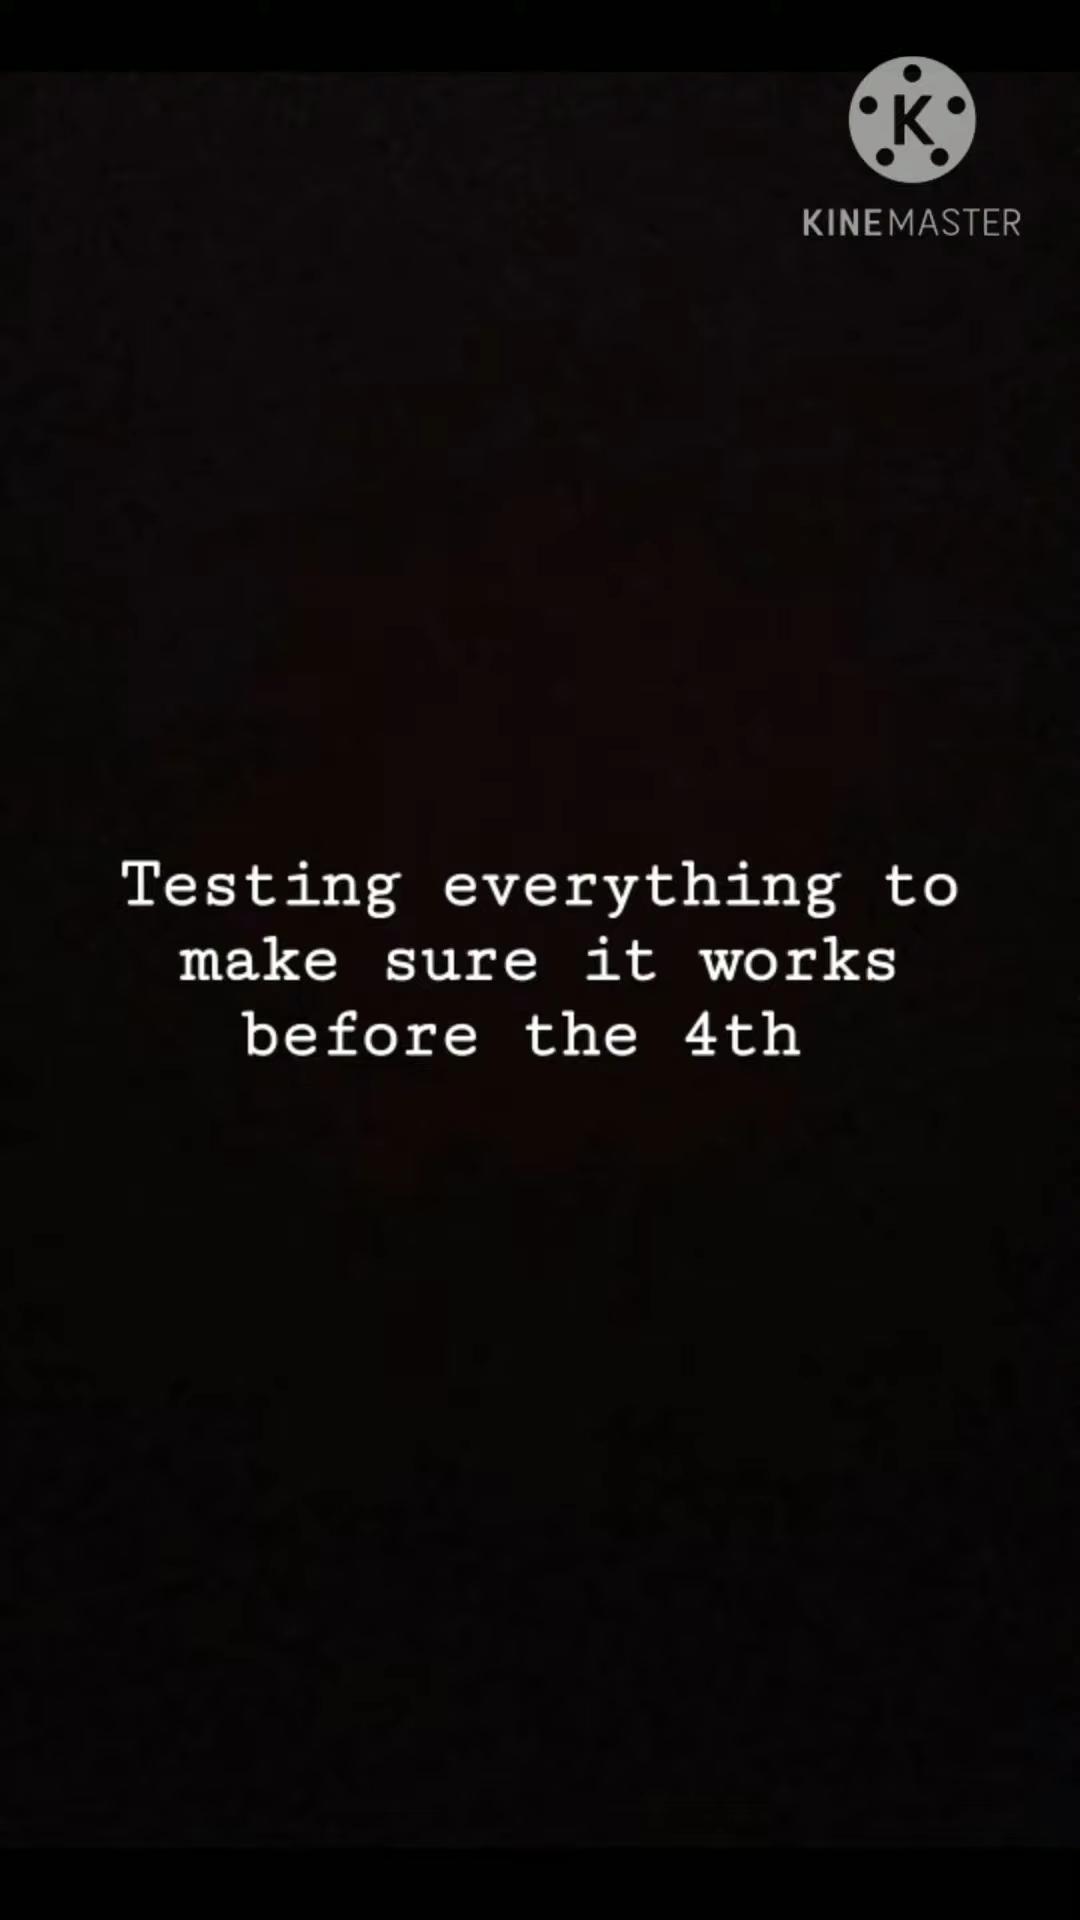 K
KINEMASTER
Testing everything to
make sure it works
before the 4th